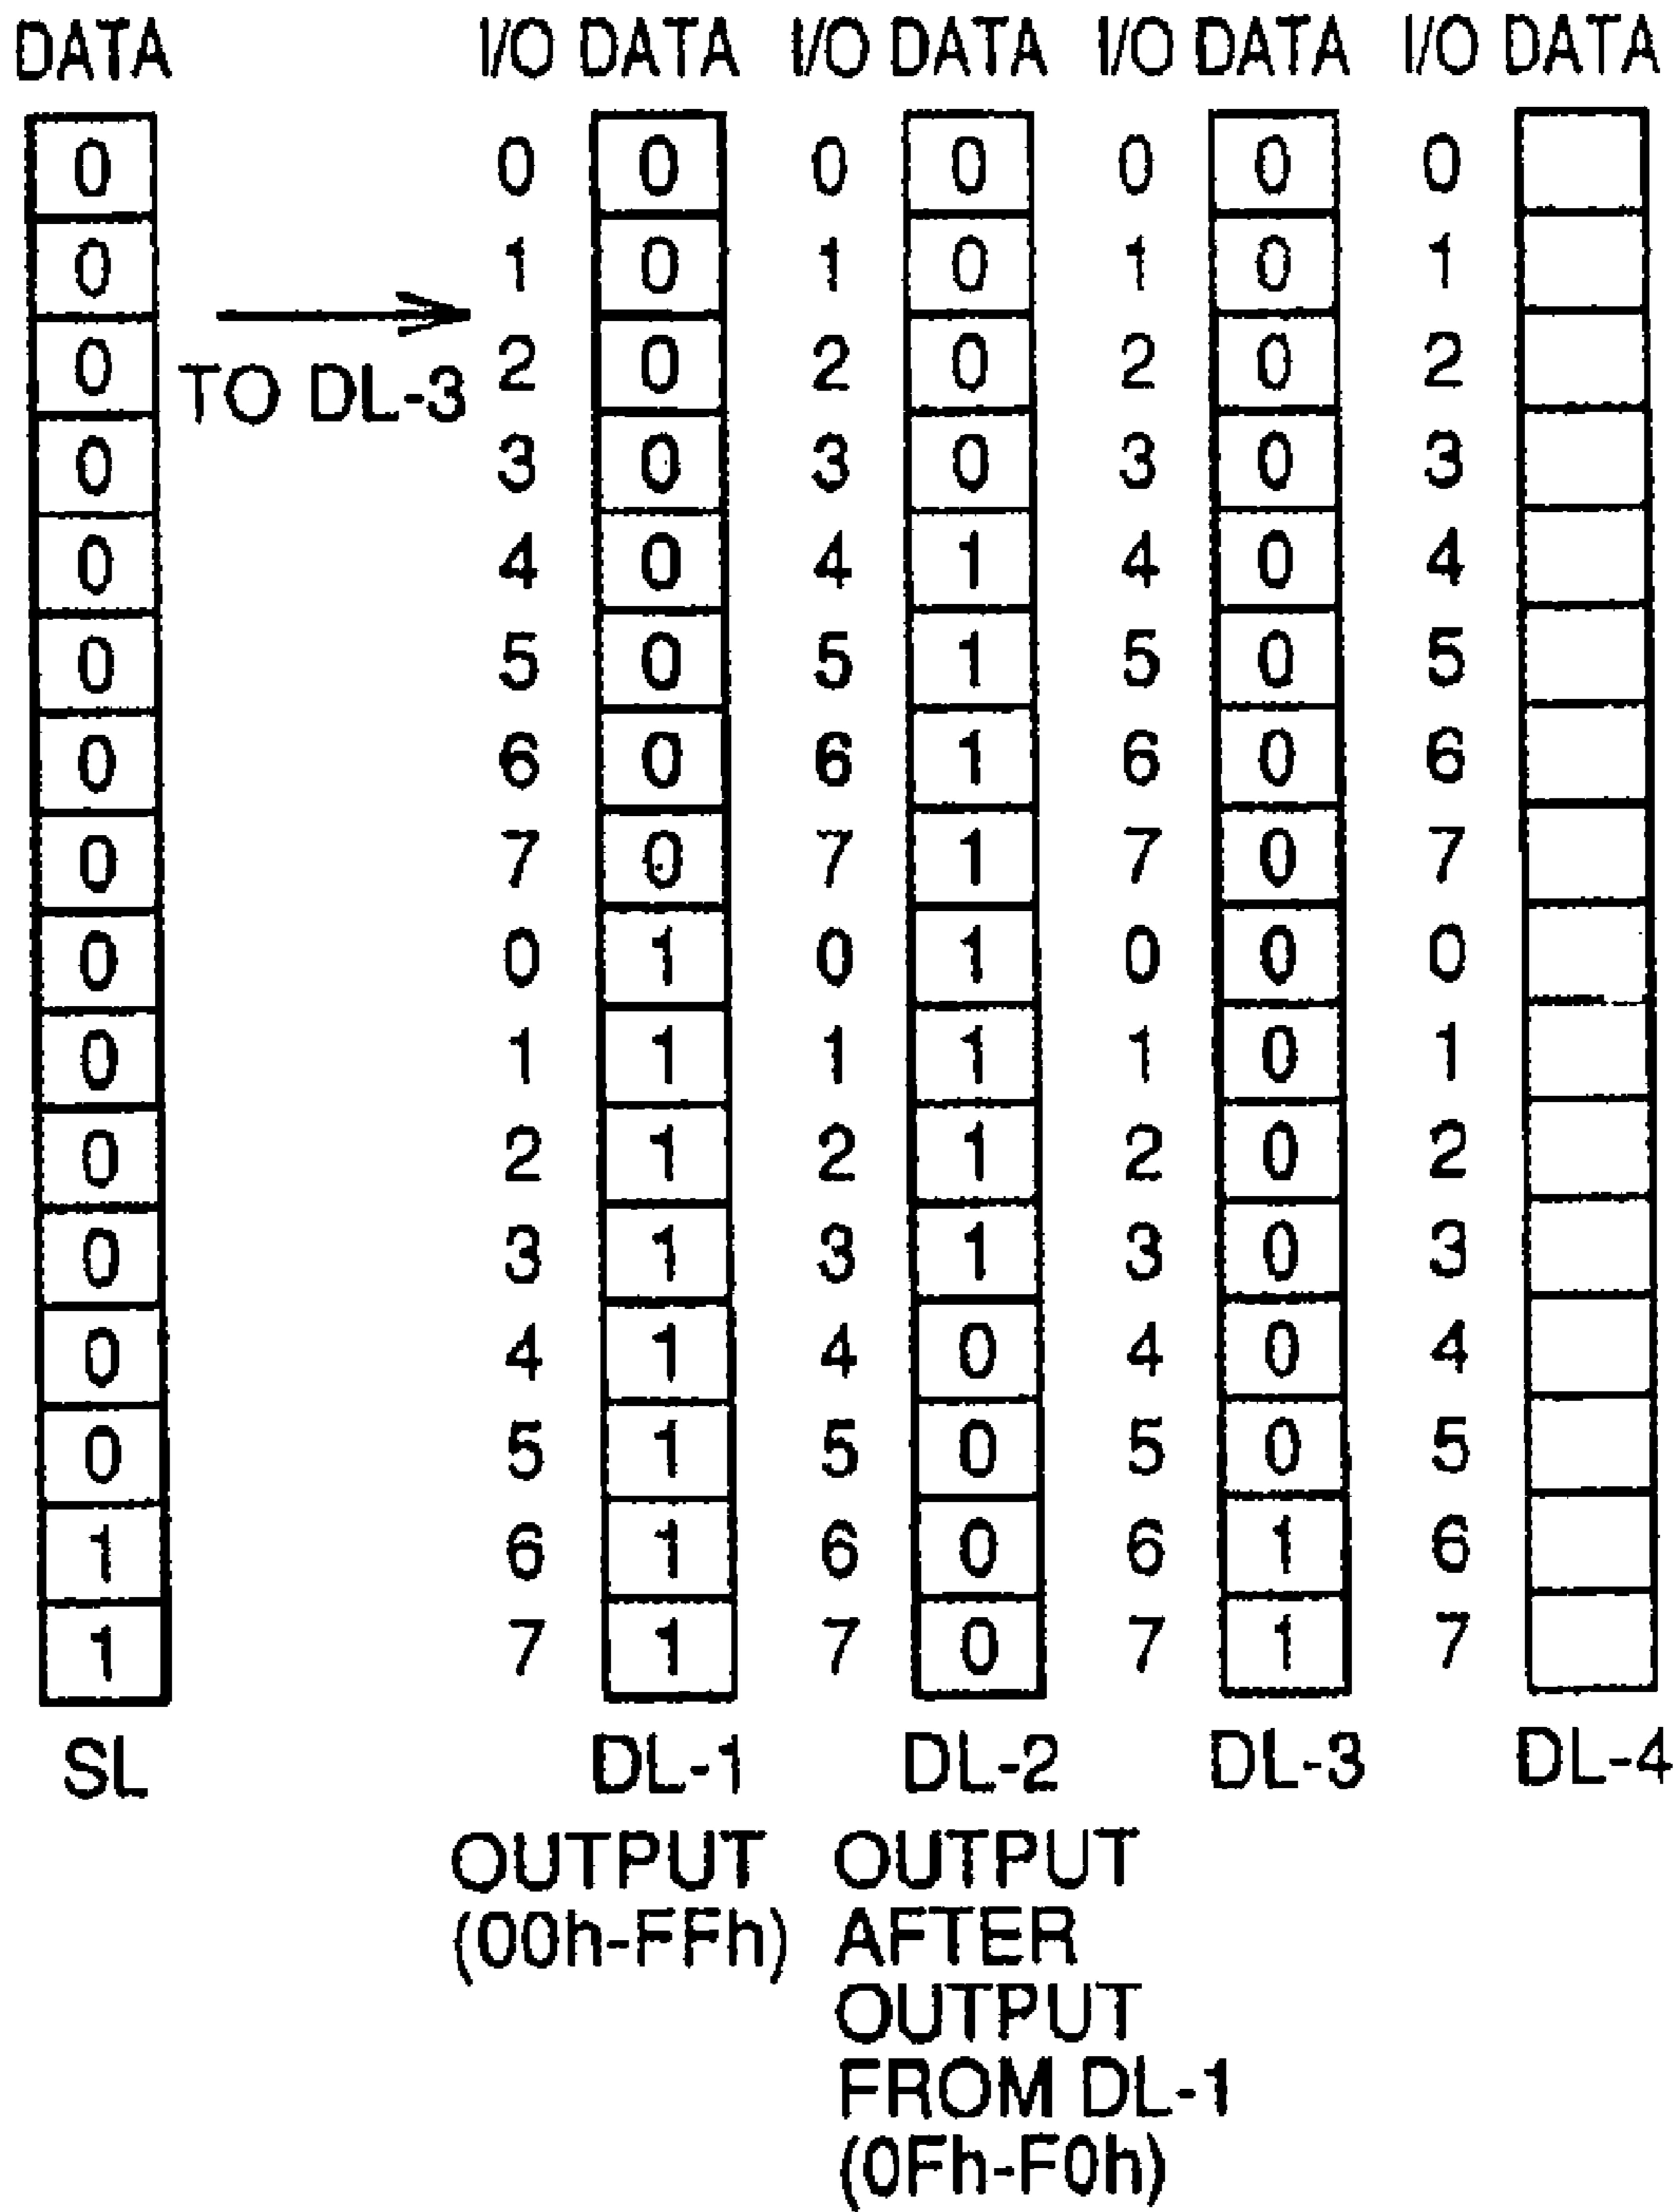 DATA I/O DATA I/O DATA I/O DATA I/O DATA
0 0 0 0 0 0 0 0
0 1 0 1 0 1 0 1
0 2 0 2 0 2 0 2
TO DL-3
0 3 0 3 0 3 0 3
0 4 0 4 1 4 0 4
0 5 0 5 1 5 0 5
0 6 0 6 1 6 0 6
0 7 0 7 1 7 0 7
0 0 1 0 1 0 0 0
0 1 1 1 1 1 0 1
0 2 1 2 1 2 0 2
0 3 1 3 1 3 0 3
0 4 1 4 0 4 0 4
0 5 1 5 0 5 0 5
1 6 1 6 0 6 1 6
1 7 1 7 0 7 1 7
SL DL-1 DL-2 DL-3 DL-4
OUTPUT
(00h-FFh)
OUTPUT
AFTER
OUTPUT
FROM DL-1
(0Fh-F0h)